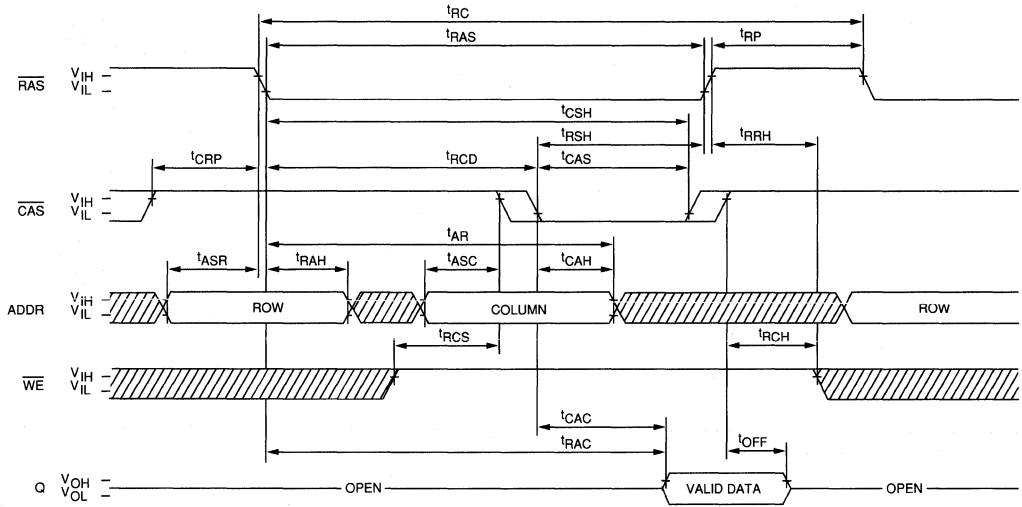 tRC
tRAS
tRP
RAS
VIH
VIL
tCSH
tRSH
tRRH
tCRP
tRCD
tCAS
CAS
VIH
VIL
tAR
tASR
tRAH
tASC
tCAH
ADDR
VIH
VIL
ROW
COLUMN
ROW
tRCS
tRCH
WE
VIH
VIL
tCAC
tRAC
tOFF
Q
VOH
VOL
OPEN
VALID DATA
OPEN